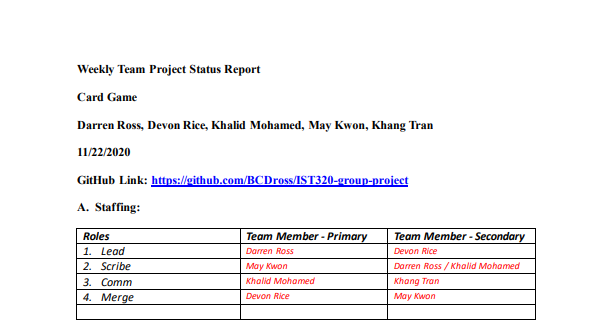 Weekly Team Project Status Report
Card Game
Darren Ross, Devon Rice, Khalid Mohamed, May Kwon, Khang Tran
11/22/2020
GitHub Link: https://github.com/BCDross/IST320-group-project
A. Staffing:
Roles Team Member - Primary Team Member - Secondary
1. Lead Darren Ross Devon Rice
2. Scribe May Kwon Darren Ross / Khalid Mohamed
3. Comm Khalid Mohamed Khang Tran
4. Merge Devon Rice May Kwon